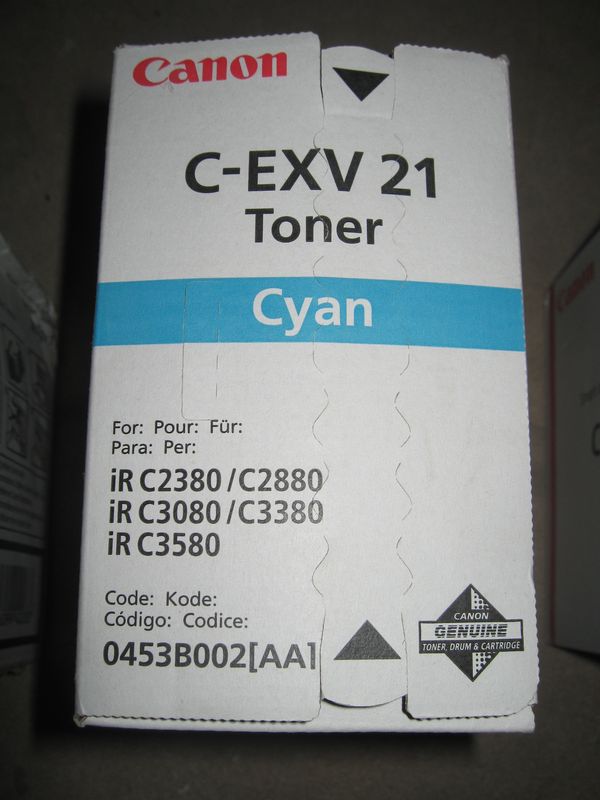 Canon
C-EXV 21
Toner
Cyan
For: Pour: Für:
Para: Per:
iR C2380/C2880
iR C3080/C3380
iR C3580
Code: Kode:
Código: Codice:
0453B002[AA]
CANON
GENUINE
TONER, DRUM & CARTRIDGE
Canon